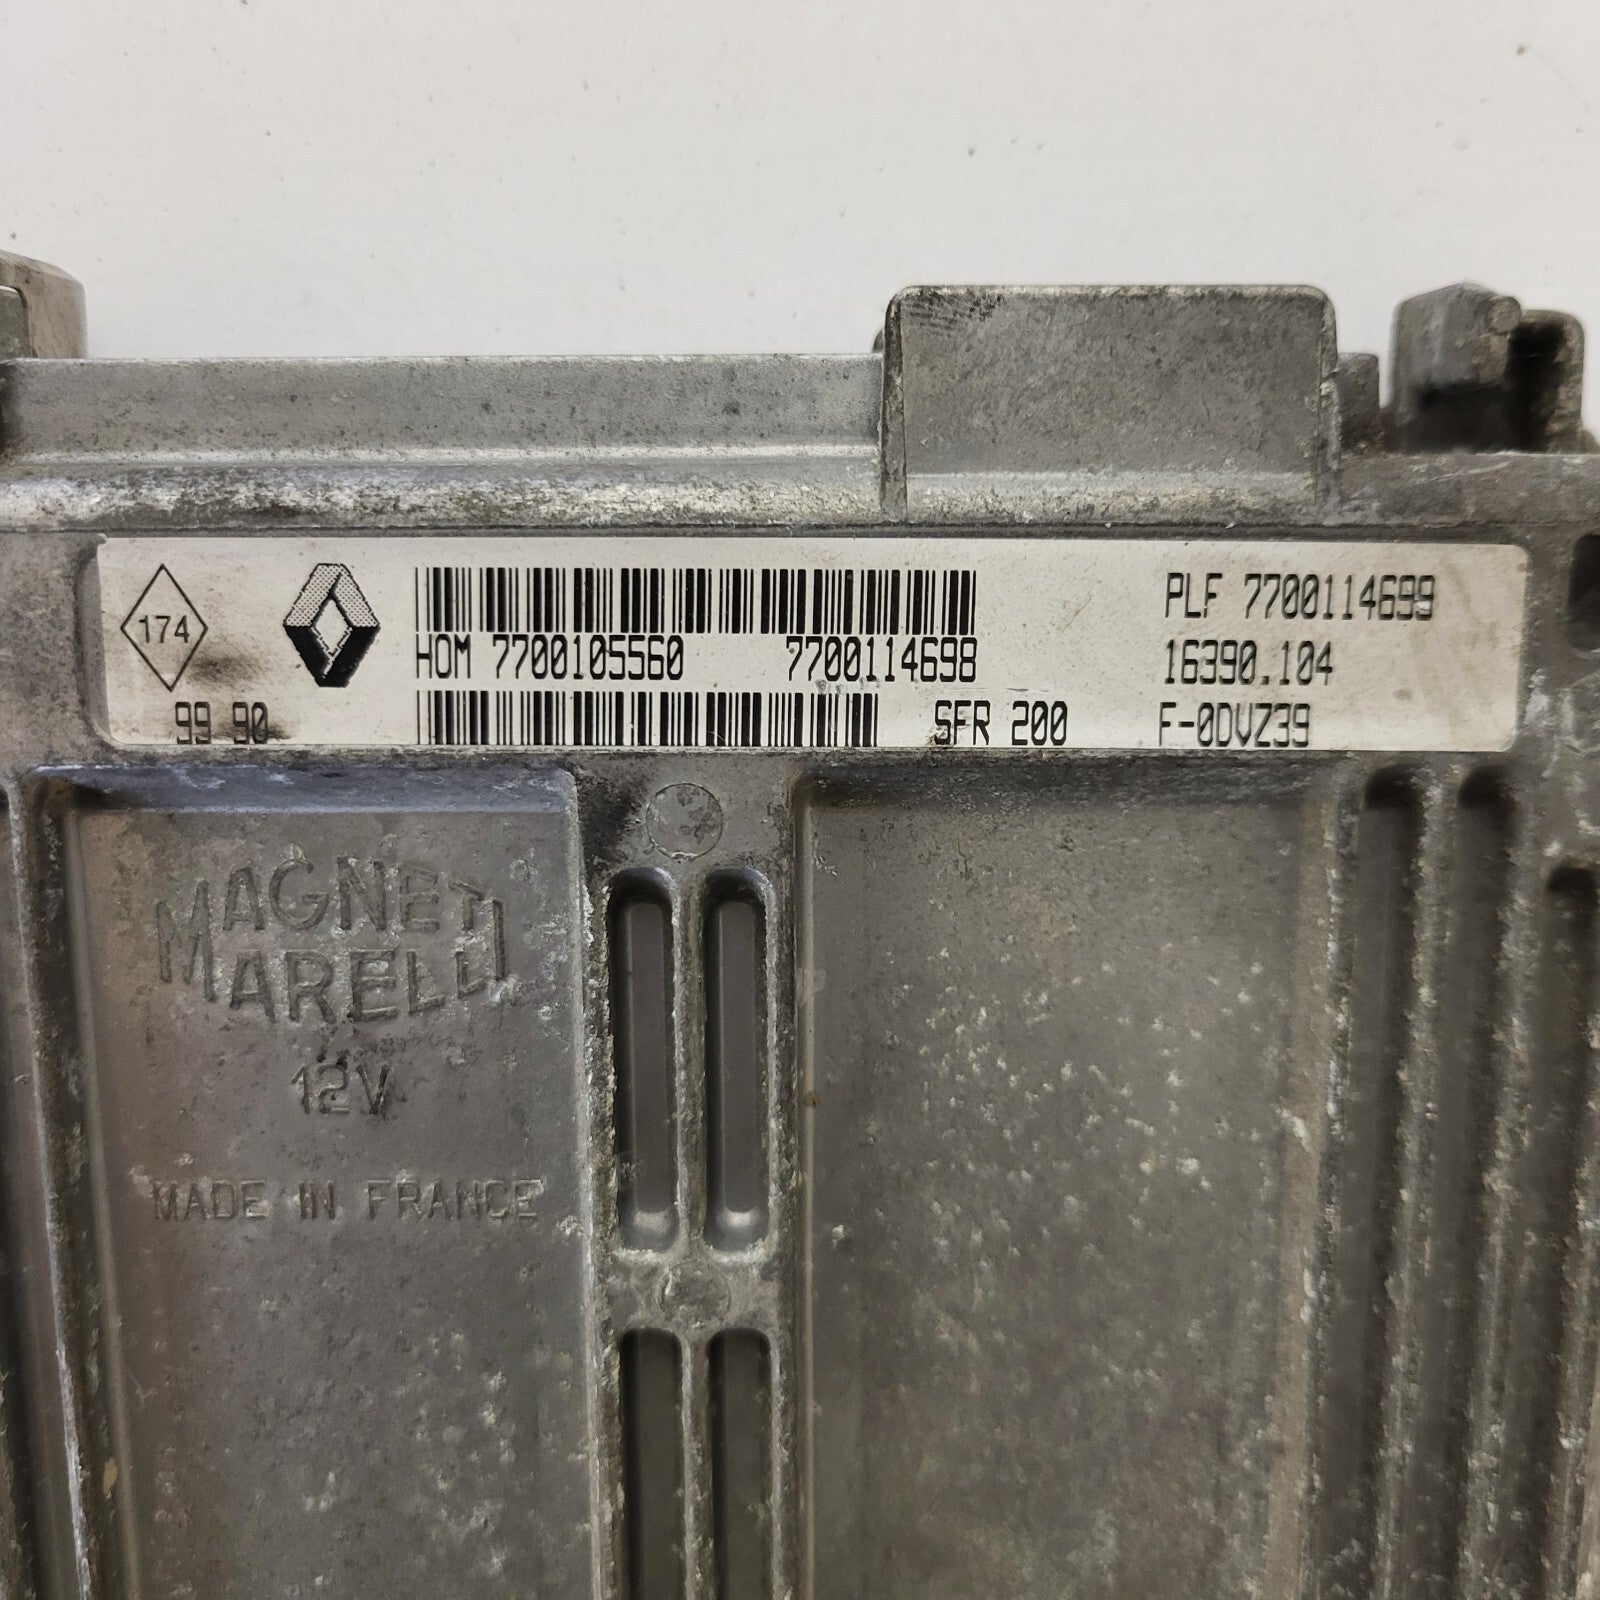 174
99 90
HOM 7700105560 7700114698
SFR 200
PLF 7700114699
16390.104
F-0DVZ39
MAGNETI
MARELLI
12V
MADE IN FRANCE